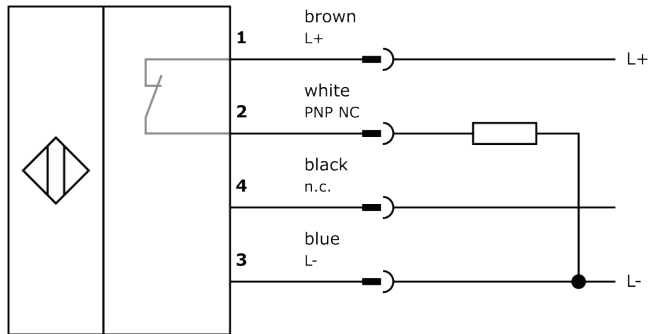 brown
1 L+
L+
white
2 PNP NC
black
4 n.c.
blue
3 L-
L-